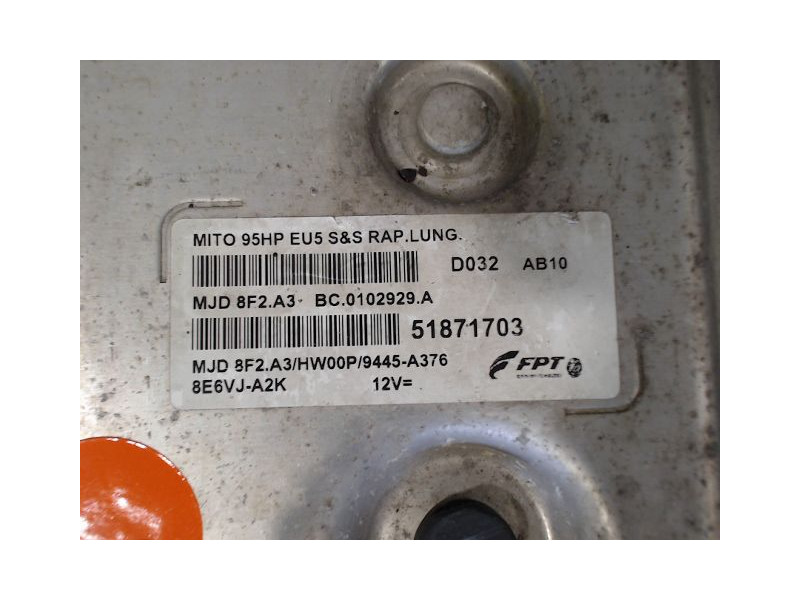 MITO 95HP EU5 S&S RAP.LUNG.
D032 AB10
MJD 8F2.A3 BC.0102929.A
51871703
MJD 8F2.A3/HW00P/9445-A376
FPT
8E6VJ-A2K 12V=